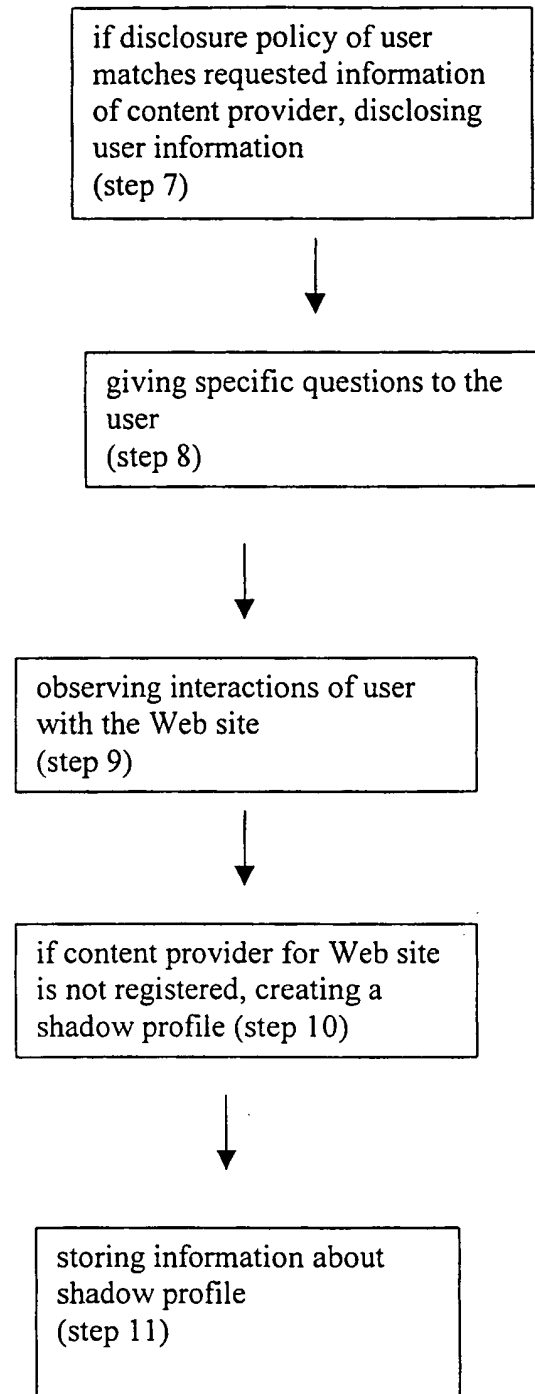 if disclosure policy of user
matches requested information
of content provider, disclosing
user information
(step 7)
giving specific questions to the
user
(step 8)
observing interactions of user
with the Web site
(step 9)
if content provider for Web site
is not registered, creating a
shadow profile (step 10)
storing information about
shadow profile
(step 11)